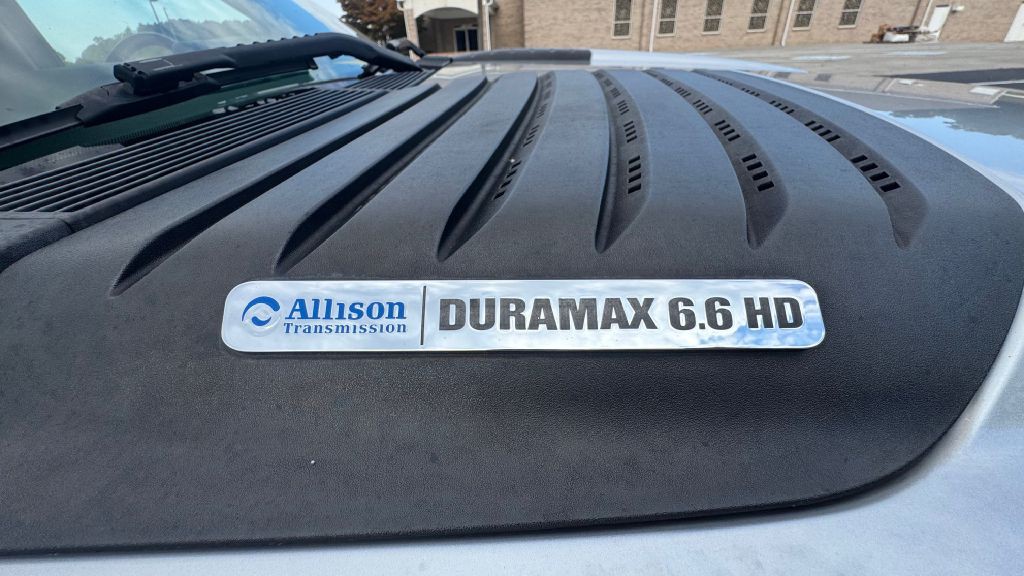 Allison
Transmission
DURAMAX 6.6 HD